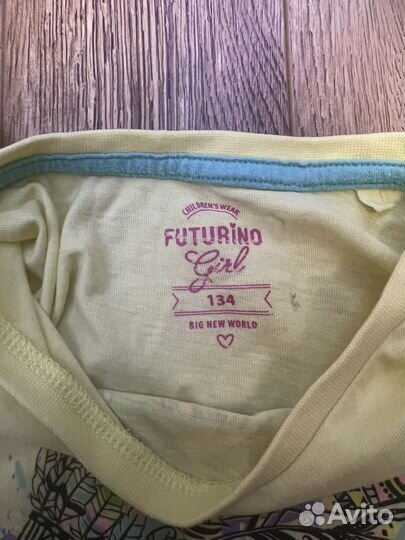 CHILDREN'S WEAR
FUTURINO
Girl
134
BIG NEW WORLD
Avito